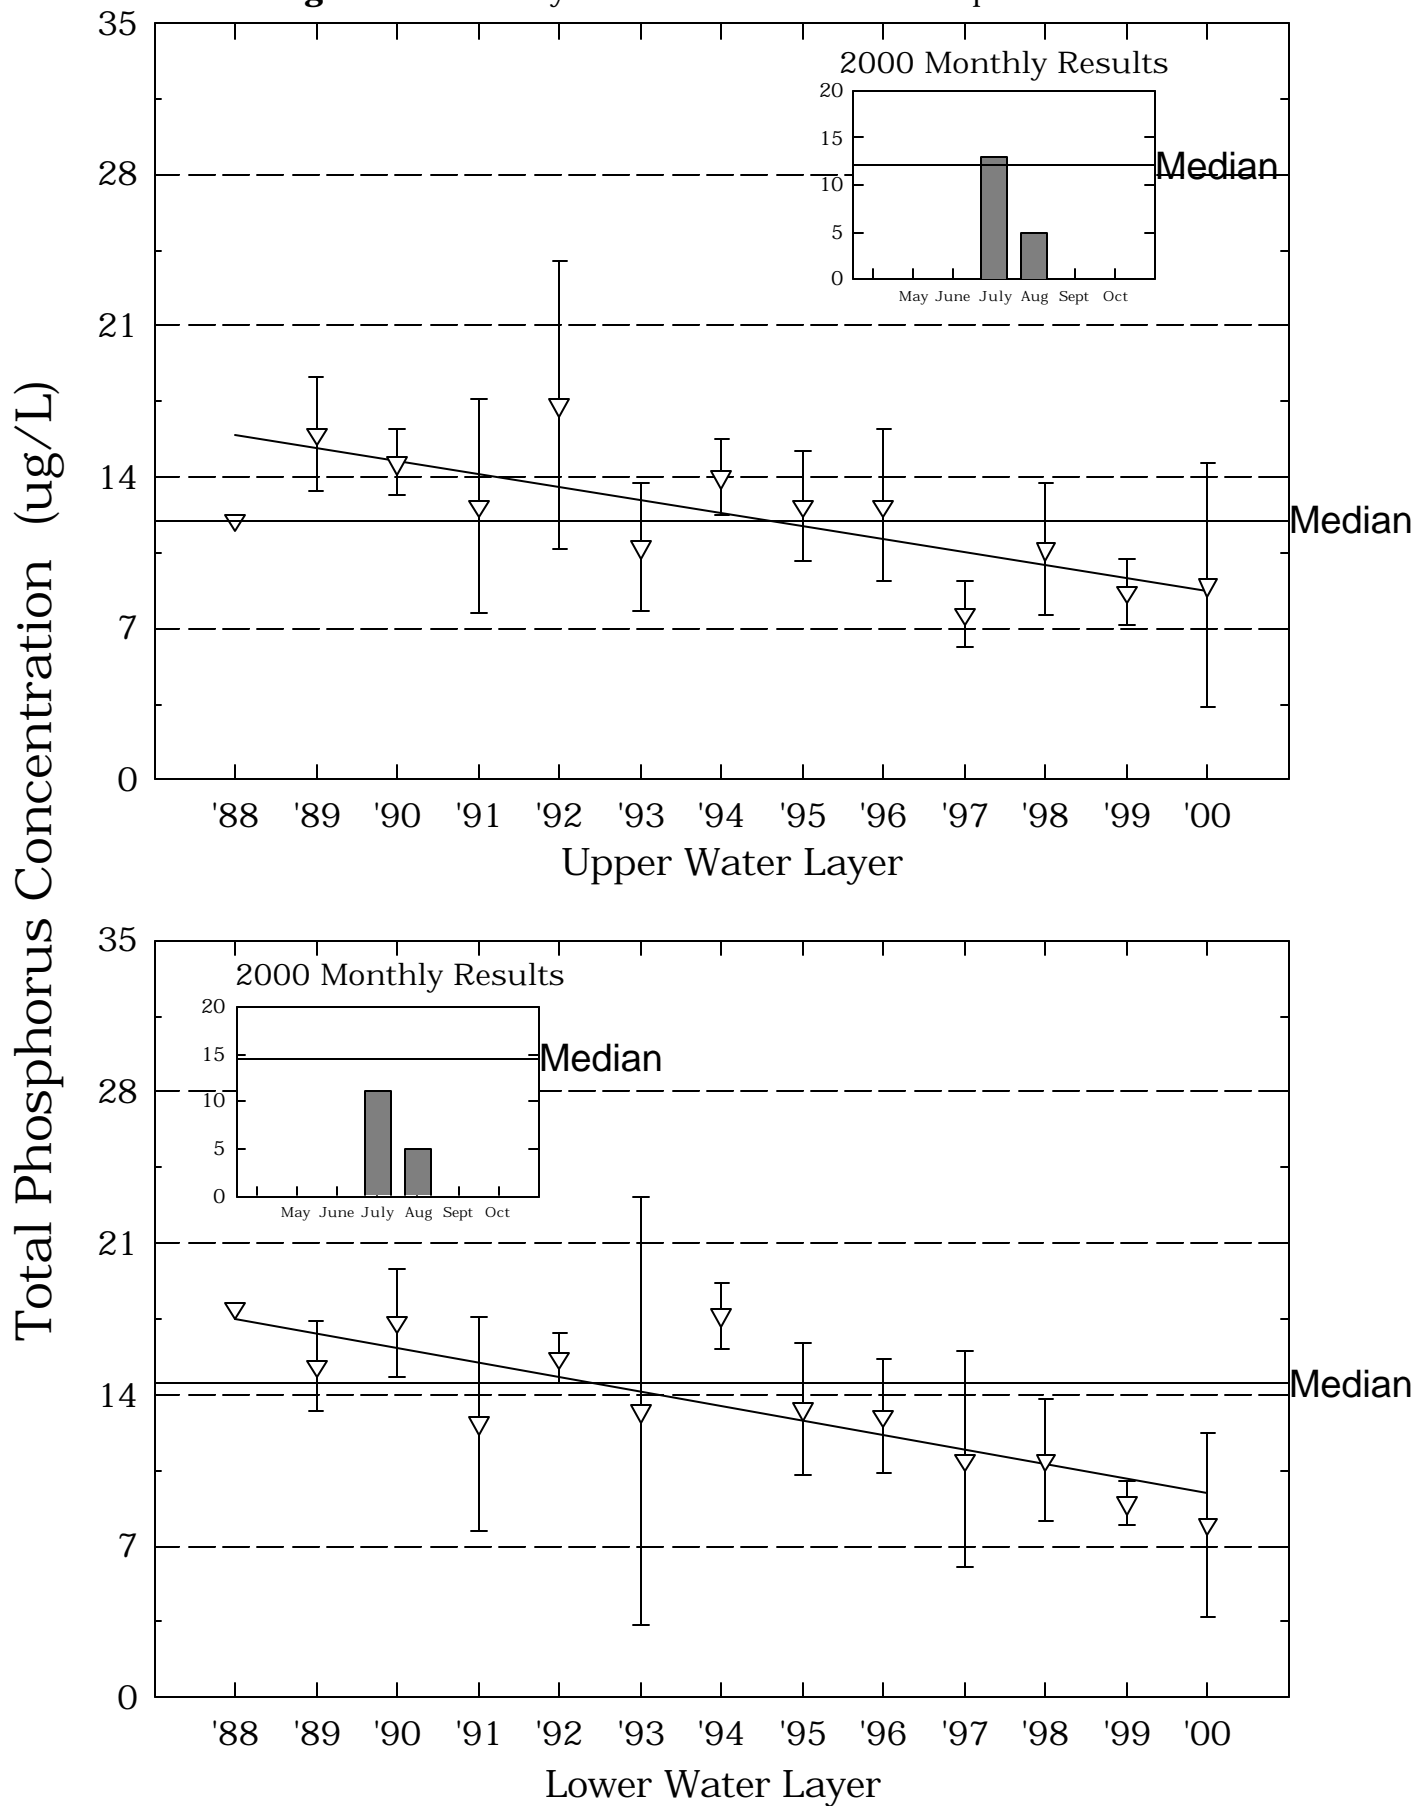 Total Phosphorus Concentration (ug/L)
35
28
21
14
7
0
2000 Monthly Results
20
15
10
5
0
Median
May June July Aug Sept Oct
Median
'88 '89 '90 '91 '92 '93 '94 '95 '96 '97 '98 '99 '00
Upper Water Layer
35
28
21
14
7
0
2000 Monthly Results
20
15
10
5
0
Median
May June July Aug Sept Oct
Median
'88 '89 '90 '91 '92 '93 '94 '95 '96 '97 '98 '99 '00
Lower Water Layer